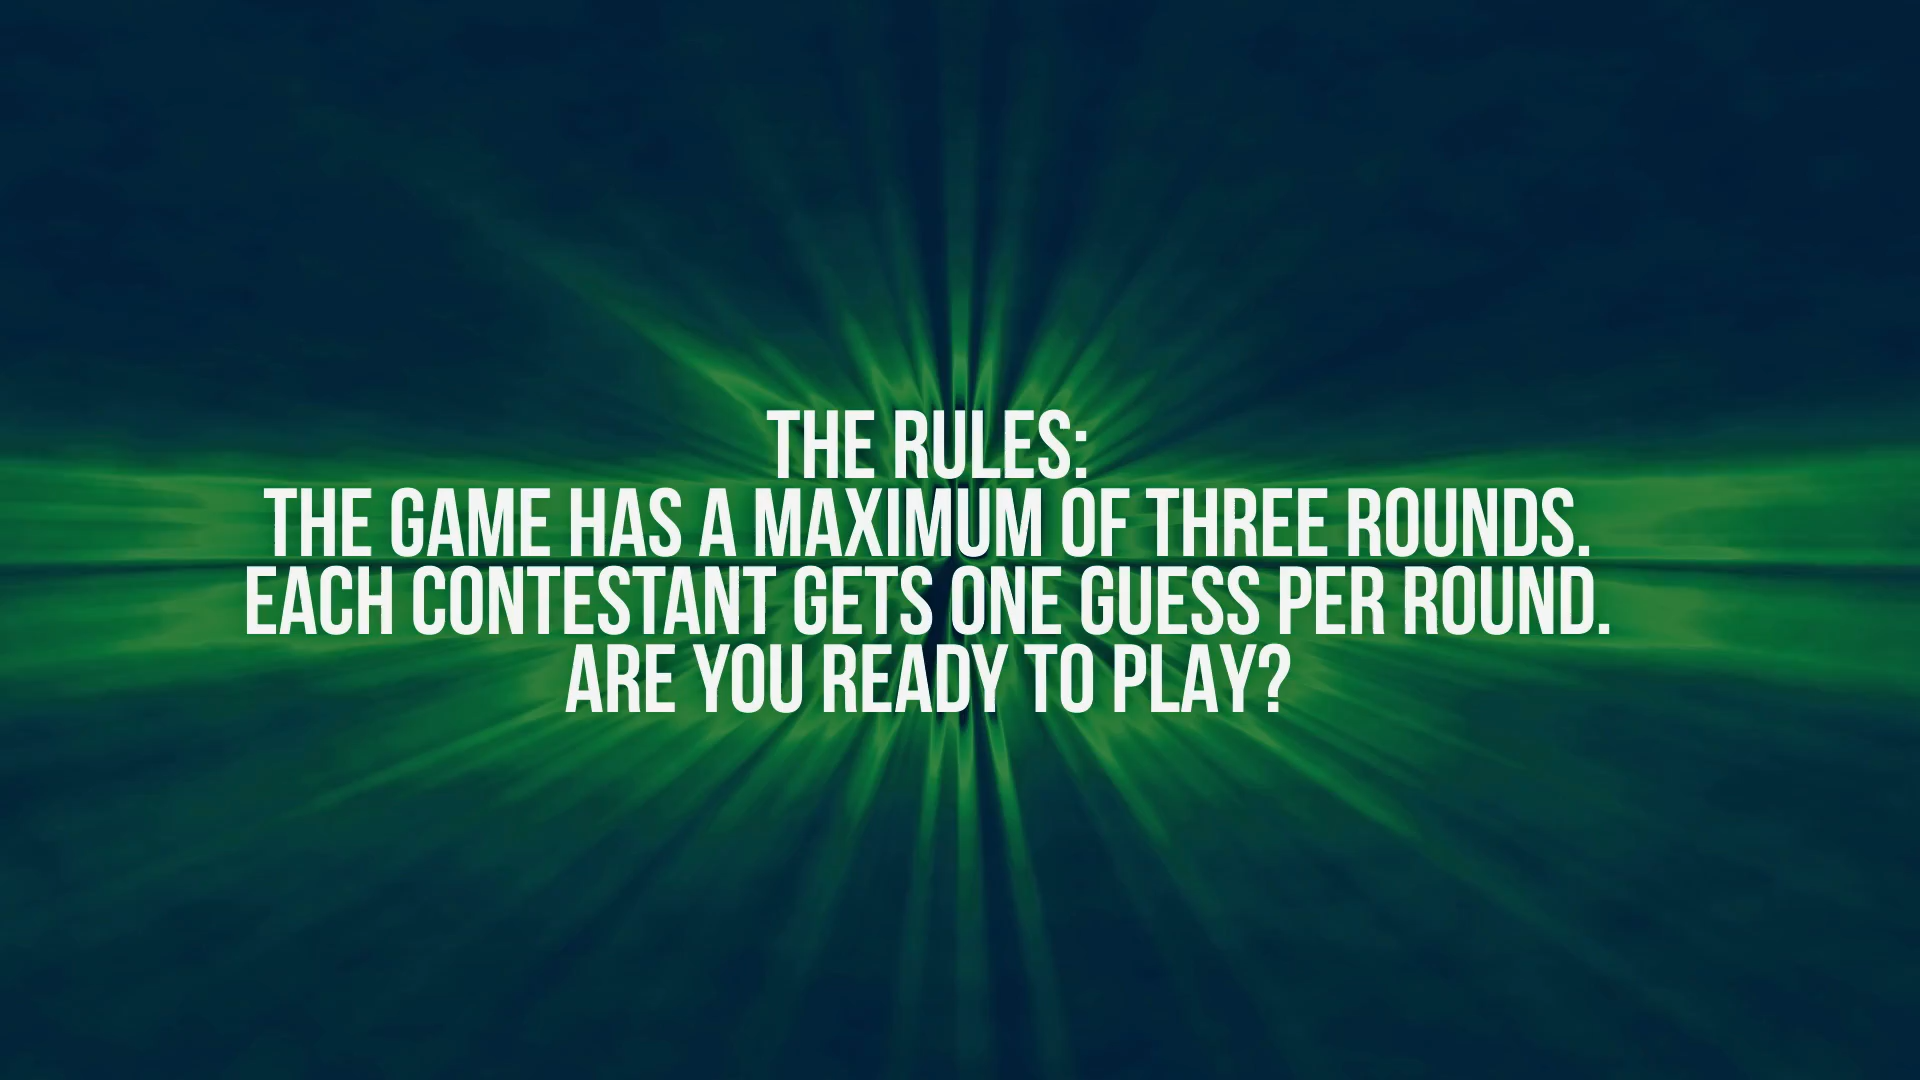 THE RULES:
THE GAME HAS A MAXIMUM OF THREE ROUNDS.
EACH CONTESTANT GETS ONE GUESS PER ROUND.
ARE YOU READY TO PLAY?